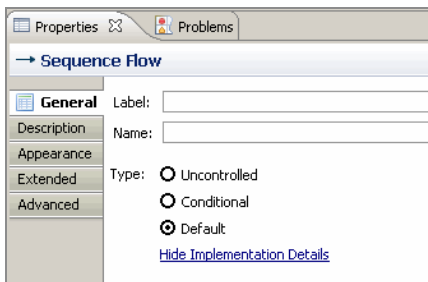 Properties Problems
→ Sequence Flow
General
Label:
Description
Name:
Appearance
Extended
Type: Uncontrolled
Advanced
Conditional
Default
Hide Implementation Details